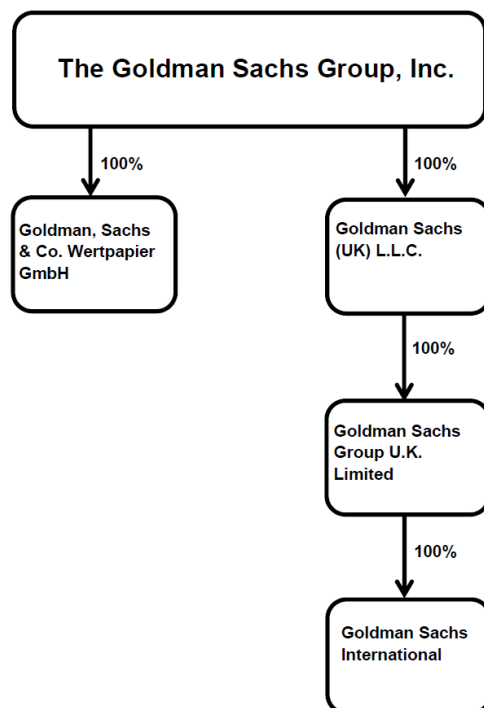 The Goldman Sachs Group, Inc.
100%
100%
Goldman, Sachs
& Co. Wertpapier
GmbH
Goldman Sachs
(UK) L.L.C.
100%
Goldman Sachs
Group U.K.
Limited
100%
Goldman Sachs
International